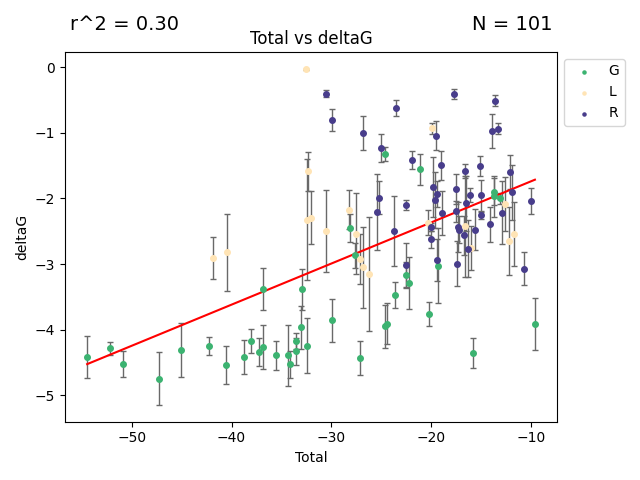 r^2 = 0.30 N = 101
Total vs deltaG
G
L
R
0
−1
−2
−3
−4
−5
deltaG
−50 −40 −30 −20 −10
Total